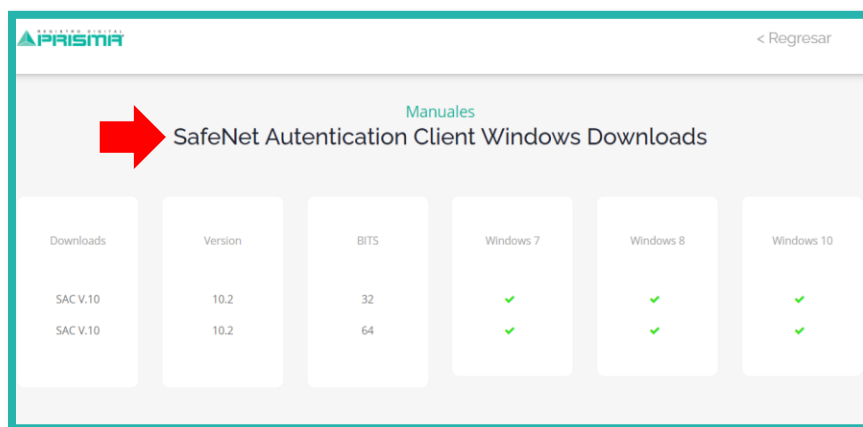 REGISTRO DIGITAL
PRISMA
< Regresar
Manuales
SafeNet Autentication Client Windows Downloads
Downloads Version BITS Windows 7 Windows 8 Windows 10
SAC V.10 10.2 32
SAC V.10 10.2 64